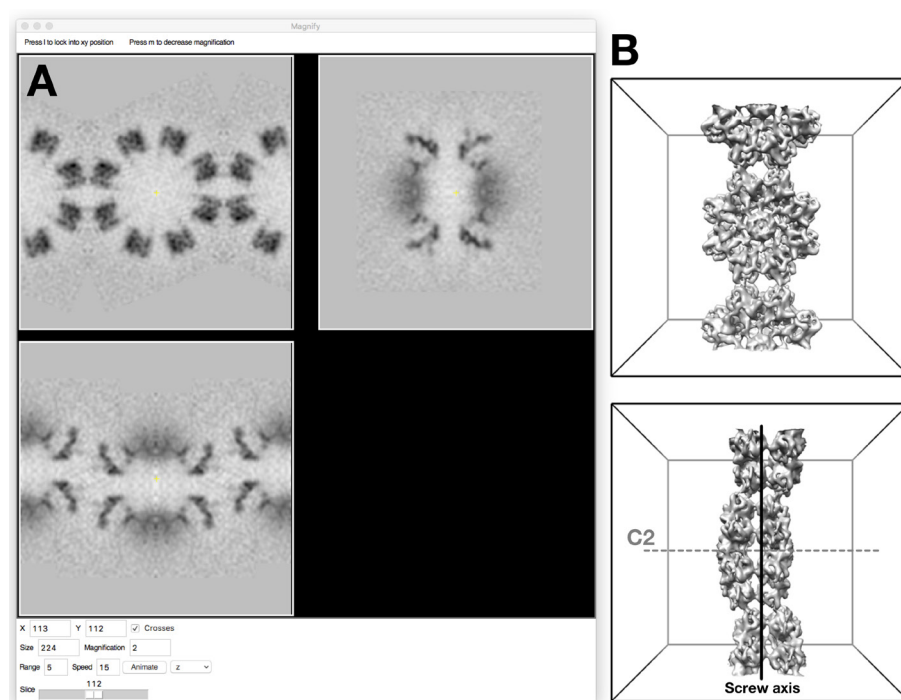 Magnify
Press l to lock into xy position Press m to decrease magnification
A
B
C2
Screw axis
X 113 Y 112 Crosses
Size 224 Magnification 2
Range 5 Speed 15 Animate z
112
Slice